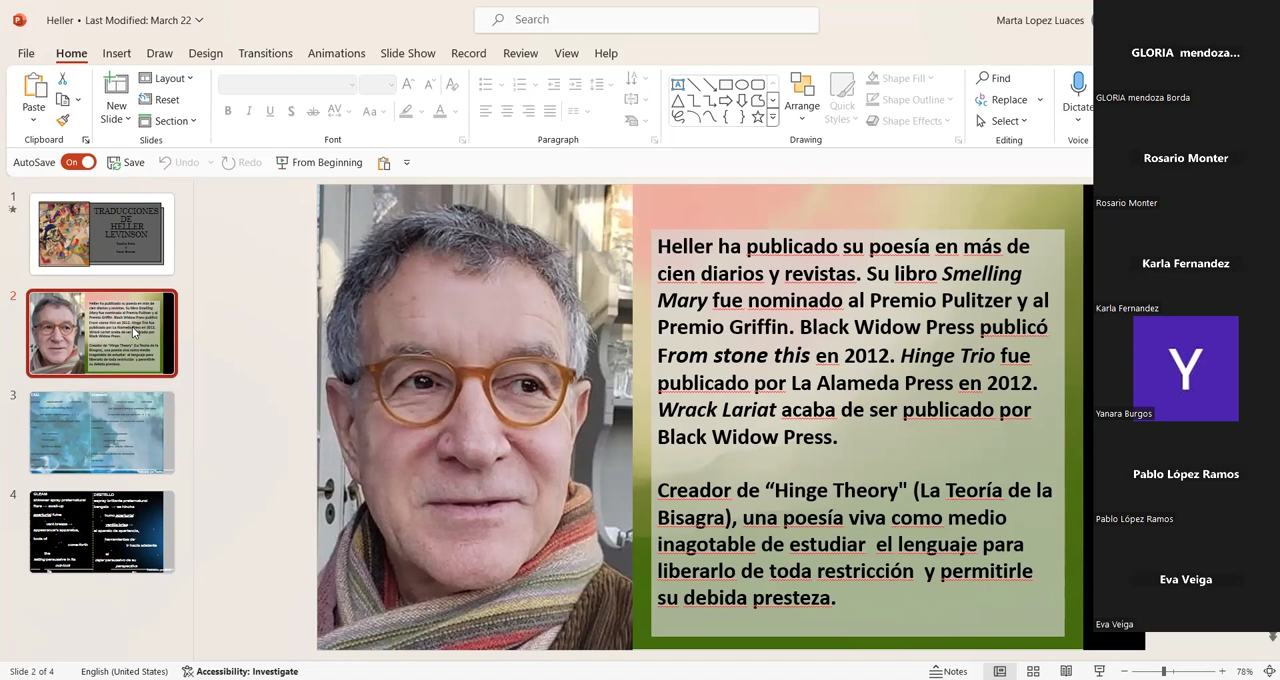 Heller • Last Modified: March 22
Search
Marta Lopez Luaces
File Home Insert Draw Design Transitions Animations Slide Show Record Review View Help
Paste
New Slide
Layout
Reset
Section
Clipboard
Slides
Font
Paragraph
Arrange
Quick Styles
Shape Fill
Shape Outline
Shape Effects
Drawing
Find
Replace
Select
Editing
Dictate
Voice
AutoSave On Save Undo Redo From Beginning
1
TRADUCCIONES
DE
HELLER
LEVINSON
2
3
4
GLEAM
DESTELLO
Heller ha publicado su poesía en más de
cien diarios y revistas. Su libro Smelling
Mary fue nominado al Premio Pulitzer y al
Premio Griffin. Black Widow Press publicó
From stone this en 2012. Hinge Trio fue
publicado por La Alameda Press en 2012.
Wrack Lariat acaba de ser publicado por
Black Widow Press.
Creador de “Hinge Theory" (La Teoría de la
Bisagra), una poesía viva como medio
inagotable de estudiar el lenguaje para
liberarlo de toda restricción y permitirle
su debida presteza.
GLORIA mendoza...
GLORIA mendoza Borda
Rosario Monter
Rosario Monter
Karla Fernandez
Karla Fernandez
Y
Yanara Burgos
Pablo López Ramos
Pablo López Ramos
Eva Veiga
Eva Veiga
Slide 2 of 4 English (United States) Accessibility: Investigate Notes 78%